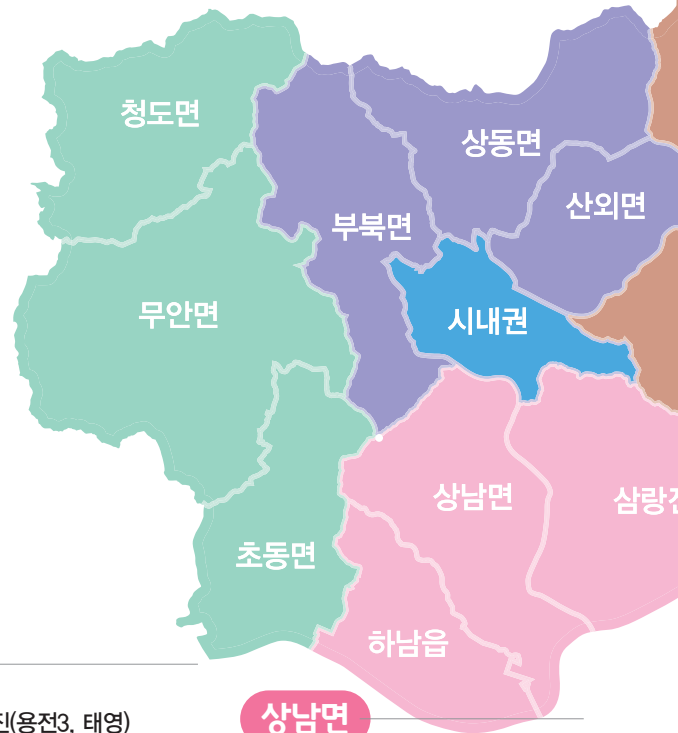 청도면
상동면
산외면
부북면
무안면
시내권
상남면
삼랑진
초동면
하남읍
진(용전3, 태영)
상남면